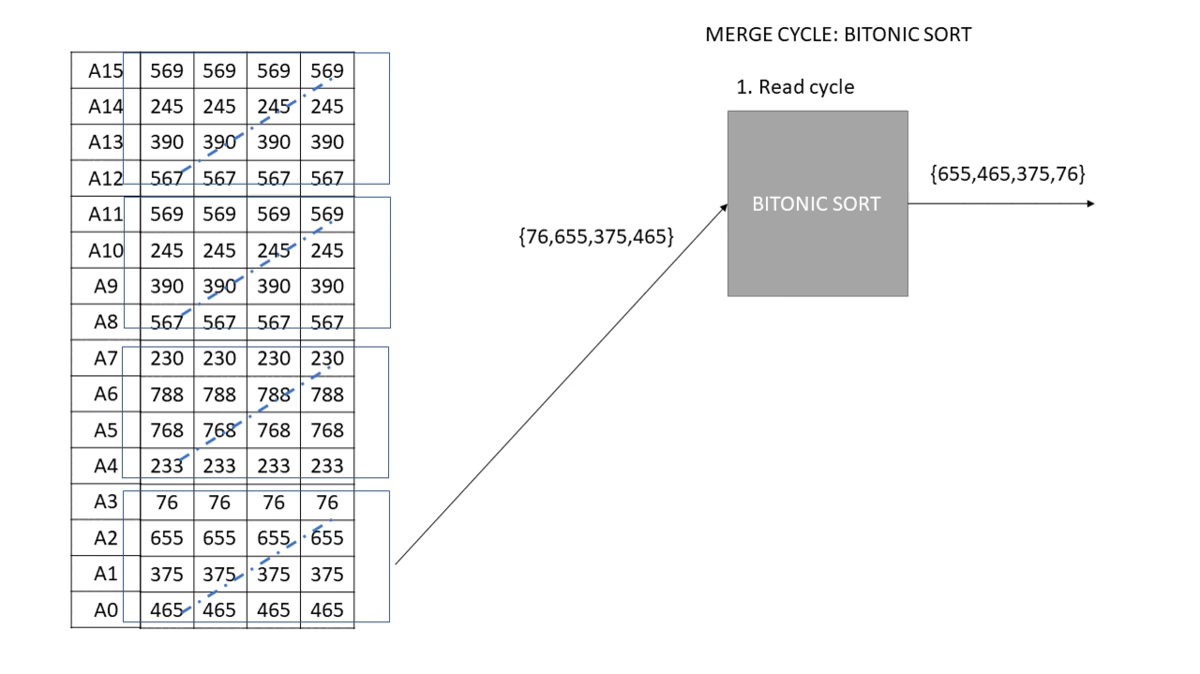 MERGE CYCLE: BITONIC SORT
A15 569 569 569 569
A14 245 245 245 245
A13 390 390 390 390
A12 567 567 567 567
A11 569 569 569 569
A10 245 245 245 245
A9 390 390 390 390
A8 567 567 567 567
A7 230 230 230 230
A6 788 788 788 788
A5 768 768 768 768
A4 233 233 233 233
A3 76 76 76 76
A2 655 655 655 655
A1 375 375 375 375
A0 465 465 465 465
1. Read cycle
{76,655,375,465}
BITONIC SORT
{655,465,375,76}